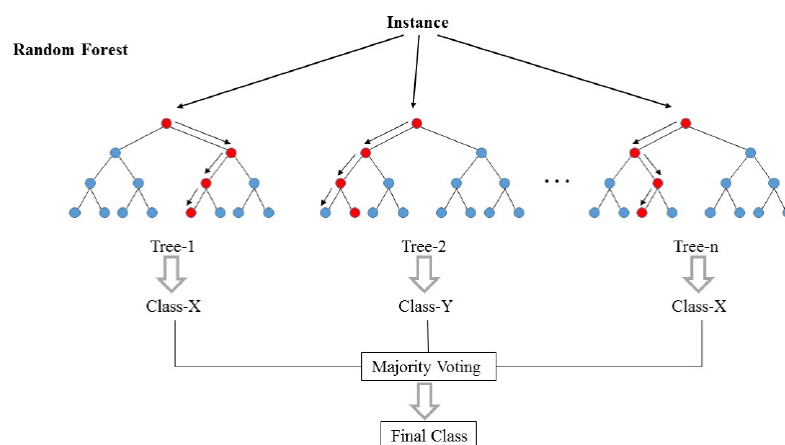 Instance
Random Forest
...
Tree-1 Tree-2 Tree-n
Class-X Class-Y Class-X
Majority Voting
Final Class